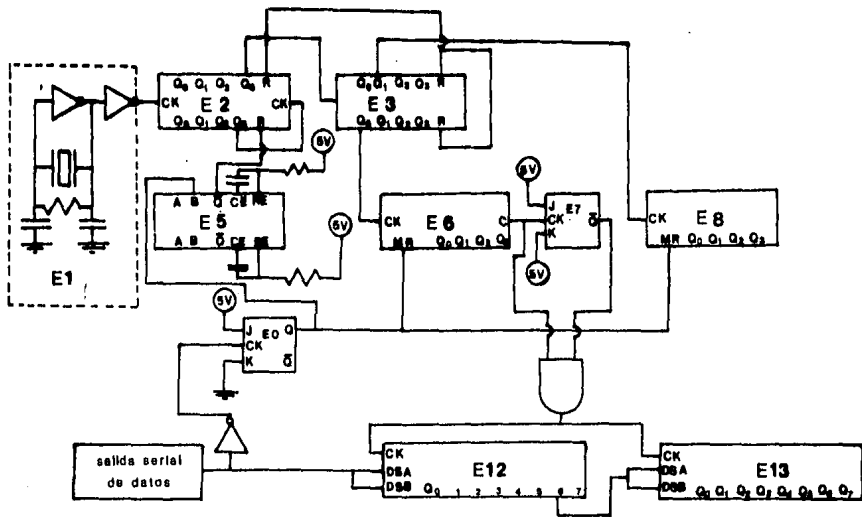 Q0 Q1 Q2 Q3 R
CK E2 CK
Q0 Q1 Q2 Q3 R
Q0 Q1 Q2 Q3 R
E3
Q0 Q1 Q2 Q3 R
5V
A B Q CE RE
E5
A B Q̅ CE RE
5V
E1
CK E6 C
MR Q0 Q1 Q2 Q3
5V
J E7
CK Q̅
K
5V
CK E8
MR Q0 Q1 Q2 Q3
5V
J E0 Q
CK
K Q̅
salida serial
de datos
CK
DSA E12
DSB Q0 1 2 3 4 5 6 7
CK
DSA E13
DSB Q0 Q1 Q2 Q3 Q4 Q5 Q6 Q7